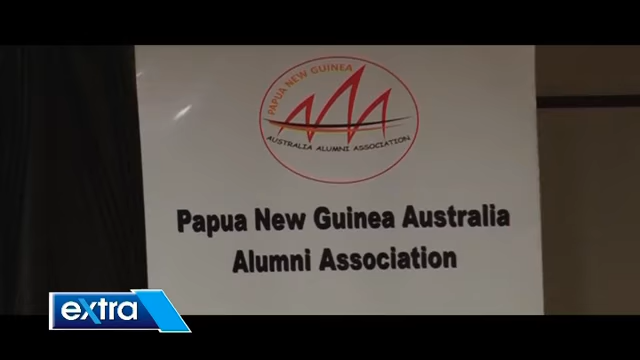 PAPUA NEW GUINEA
AUSTRALIA ALUMNI ASSOCIATION
Papua New Guinea Australia
Alumni Association
extra